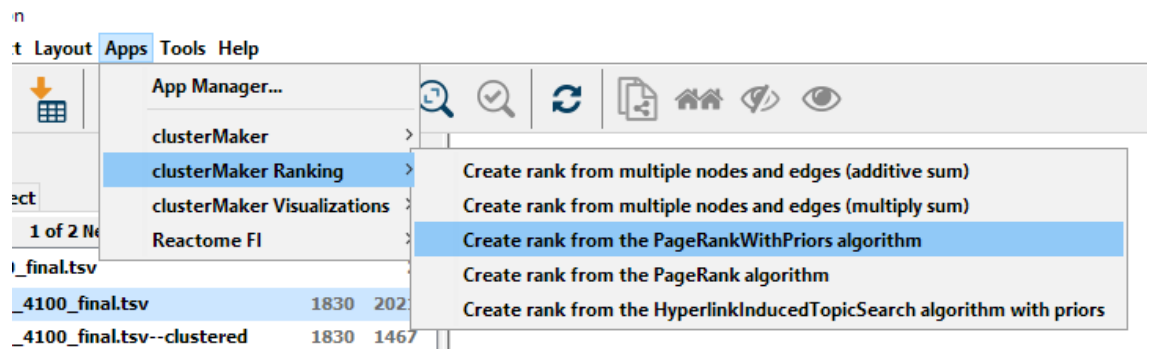 on
t Layout Apps Tools Help
App Manager...
clusterMaker
clusterMaker Ranking
clusterMaker Visualizations
Reactome FI
Create rank from multiple nodes and edges (additive sum)
Create rank from multiple nodes and edges (multiply sum)
Create rank from the PageRankWithPriors algorithm
Create rank from the PageRank algorithm
Create rank from the HyperlinkInducedTopicSearch algorithm with priors
ect
1 of 2 Ne
_final.tsv
_4100_final.tsv 1830 202
_4100_final.tsv--clustered 1830 1467